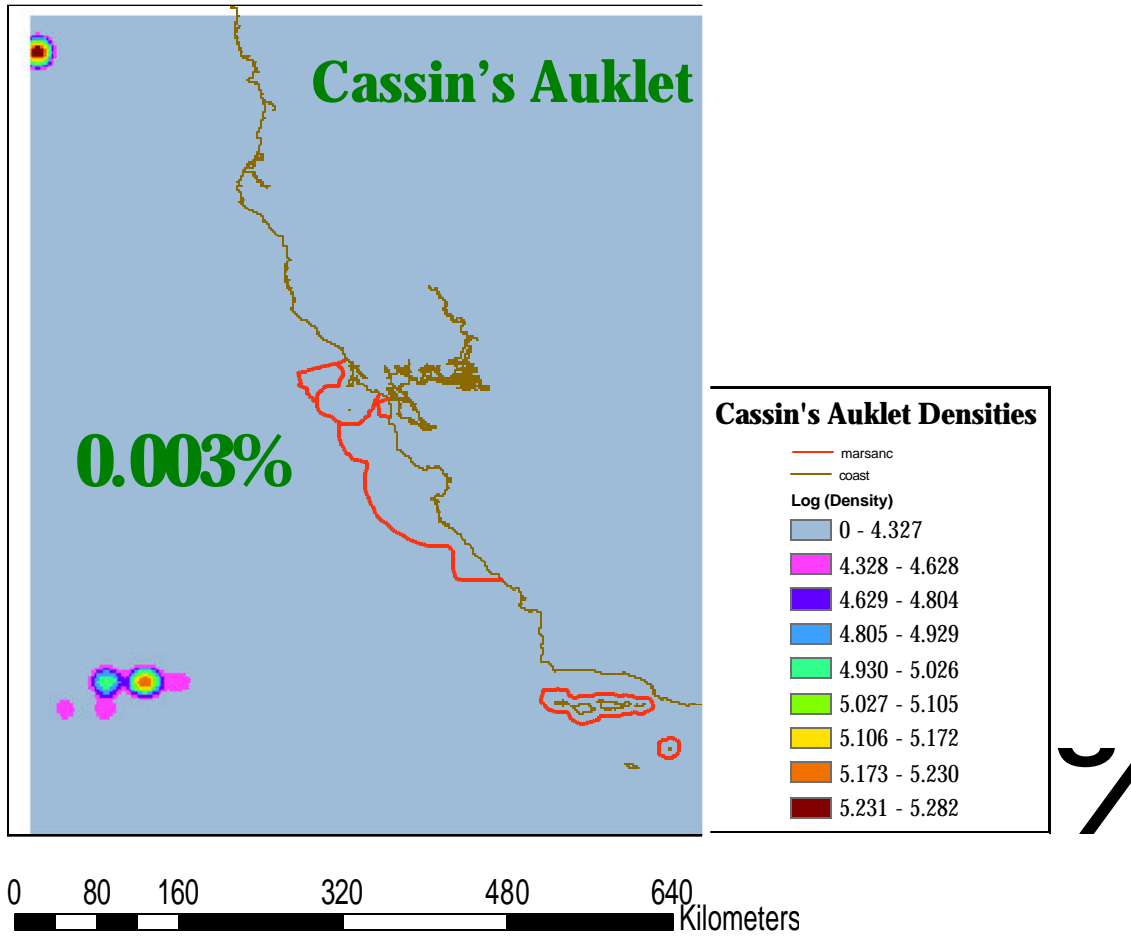 Cassin's Auklet
0.003%
Cassin's Auklet Densities
marsanc
coast
Log (Density)
0 - 4.327
4.328 - 4.628
4.629 - 4.804
4.805 - 4.929
4.930 - 5.026
5.027 - 5.105
5.106 - 5.172
5.173 - 5.230
5.231 - 5.282
0 80 160 320 480 640
Kilometers